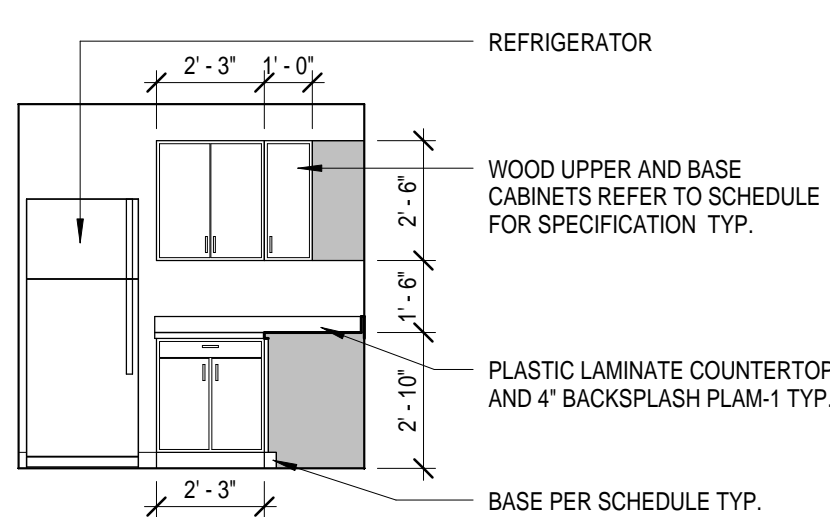 REFRIGERATOR
2' - 3" 1' - 0"
WOOD UPPER AND BASE
CABINETS REFER TO SCHEDULE
FOR SPECIFICATION TYP.
2' - 6"
1' - 6"
PLASTIC LAMINATE COUNTERTOP
AND 4" BACKSPLASH PLAM-1 TYP.
2' - 10"
2' - 3"
BASE PER SCHEDULE TYP.